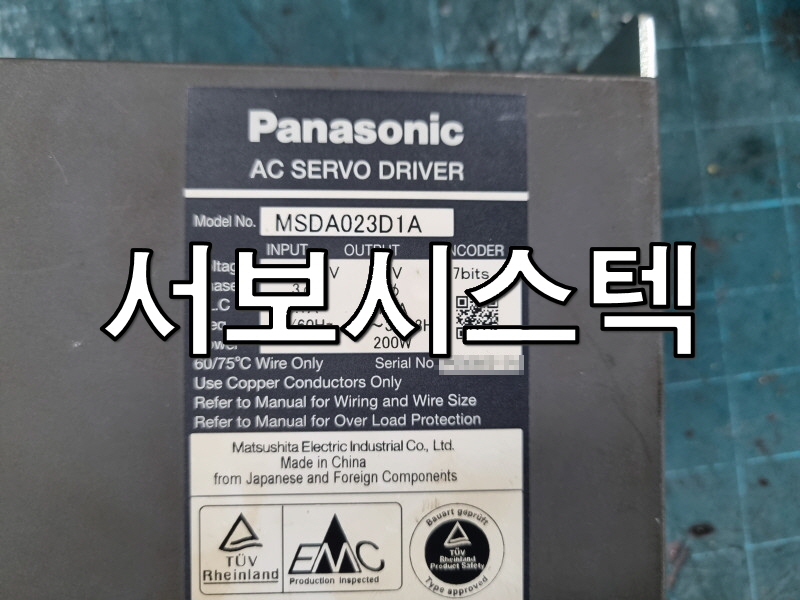 Panasonic
AC SERVO DRIVER
Model No. MSDA023D1A
INPUT OUTPUT
서보시스텍
200W
60/75℃ Wire Only Serial No
Use Copper Conductors Only
Refer to Manual for Wiring and Wire Size
Refer to Manual for Over Load Protection
Matsushita Electric Industrial Co., Ltd.
Made in China
from Japanese and Foreign Components
TÜV
Rheinland
EMC
Production Inspected
Bauart geprüft
TÜV
Rheinland
Product Safety
Type approved